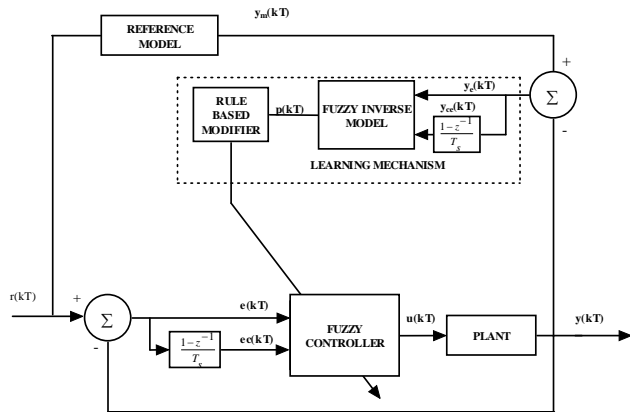 y_m(kT)
REFERENCE
MODEL
+
y_e(kT)
Σ
RULE
BASED
MODIFIER
p(kT)
FUZZY INVERSE
MODEL
y_ce(kT)
1-z^-1
T_s
-
LEARNING MECHANISM
r(kT)
+
e(kT)
Σ
FUZZY
CONTROLLER
u(kT)
PLANT
y(kT)
-
1-z^-1
T_s
ec(kT)